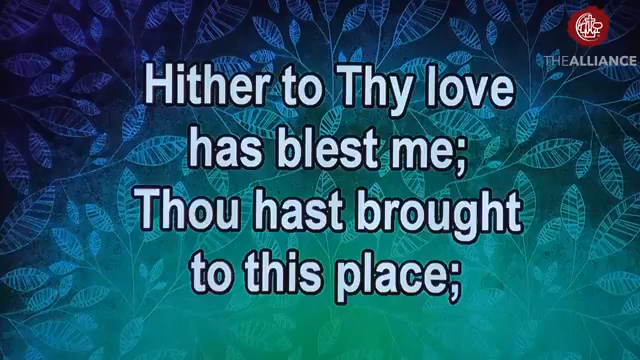 THEALLIANCE
Hither to Thy love
has blest me;
Thou hast brought
to this place;